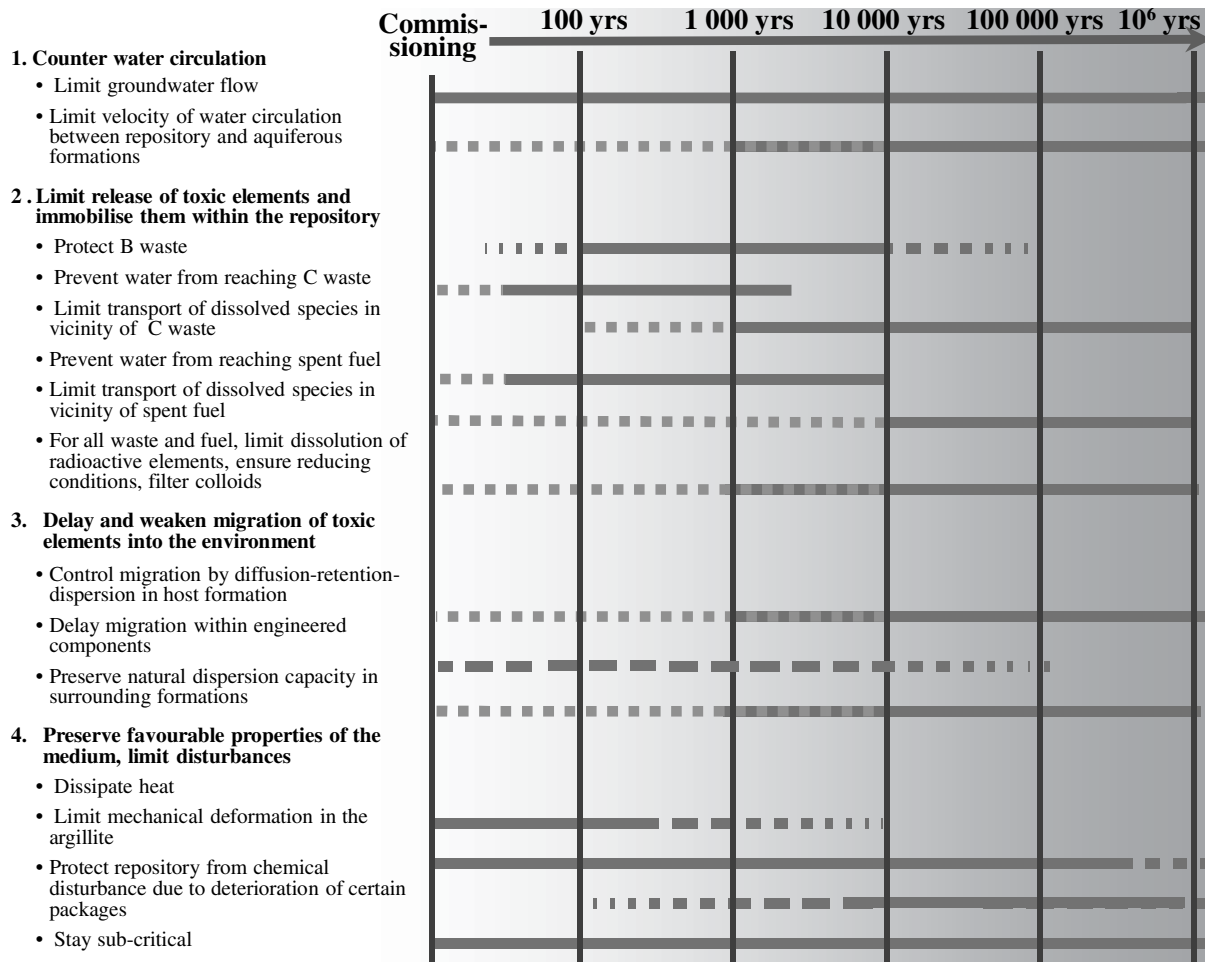 Commis-
sioning
100 yrs
1 000 yrs
10 000 yrs
100 000 yrs
10⁶ yrs
1. Counter water circulation
• Limit groundwater flow
• Limit velocity of water circulation
between repository and aquiferous
formations
2 . Limit release of toxic elements and
immobilise them within the repository
• Protect B waste
• Prevent water from reaching C waste
• Limit transport of dissolved species in
vicinity of C waste
• Prevent water from reaching spent fuel
• Limit transport of dissolved species in
vicinity of spent fuel
• For all waste and fuel, limit dissolution of
radioactive elements, ensure reducing
conditions, filter colloids
3. Delay and weaken migration of toxic
elements into the environment
• Control migration by diffusion-retention-
dispersion in host formation
• Delay migration within engineered
components
• Preserve natural dispersion capacity in
surrounding formations
4. Preserve favourable properties of the
medium, limit disturbances
• Dissipate heat
• Limit mechanical deformation in the
argillite
• Protect repository from chemical
disturbance due to deterioration of certain
packages
• Stay sub-critical